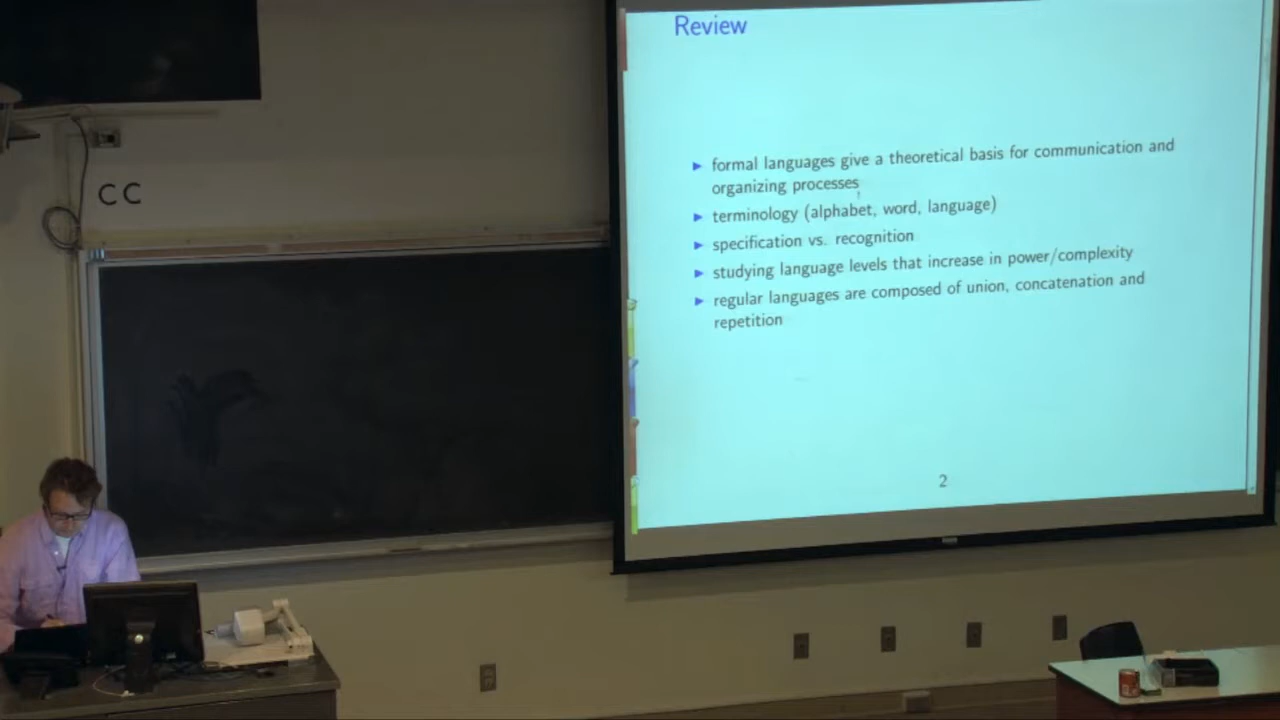 Review
CC
▶ formal languages give a theoretical basis for communication and
organizing processes
▶ terminology (alphabet, word, language)
▶ specification vs. recognition
▶ studying language levels that increase in power/complexity
▶ regular languages are composed of union, concatenation and
repetition
2